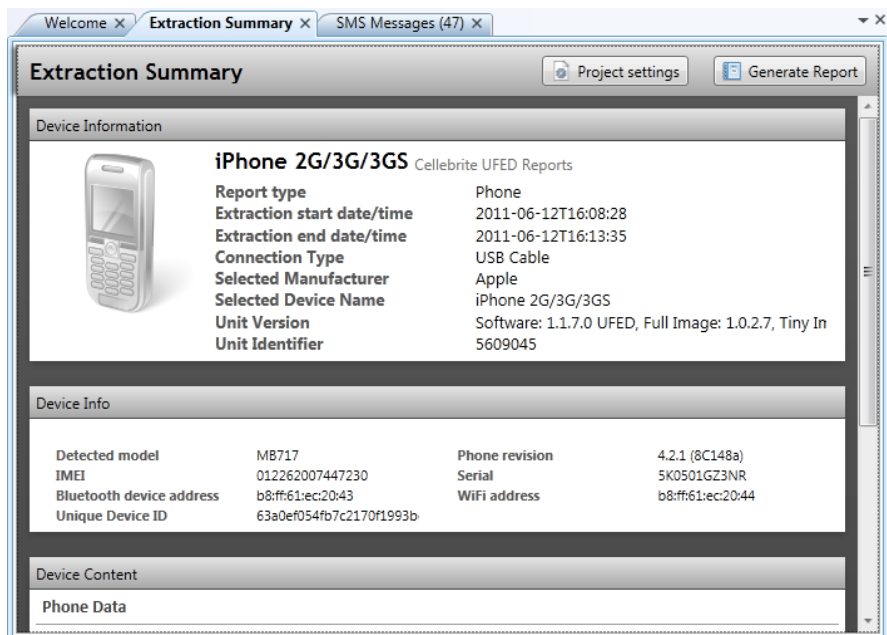 Welcome Extraction Summary SMS Messages (47)
Extraction Summary Project settings Generate Report
Device Information
iPhone 2G/3G/3GS Cellebrite UFED Reports
Report type Phone
Extraction start date/time 2011-06-12T16:08:28
Extraction end date/time 2011-06-12T16:13:35
Connection Type USB Cable
Selected Manufacturer Apple
Selected Device Name iPhone 2G/3G/3GS
Unit Version Software: 1.1.7.0 UFED, Full Image: 1.0.2.7, Tiny Im
Unit Identifier 5609045
Device Info
Detected model MB717 Phone revision 4.2.1 (8C148a)
IMEI 012262007447230 Serial 5K0501GZ3NR
Bluetooth device address b8:ff:61:ec:20:43 WiFi address b8:ff:61:ec:20:44
Unique Device ID 63a0ef054fb7c2170f1993b
Device Content
Phone Data